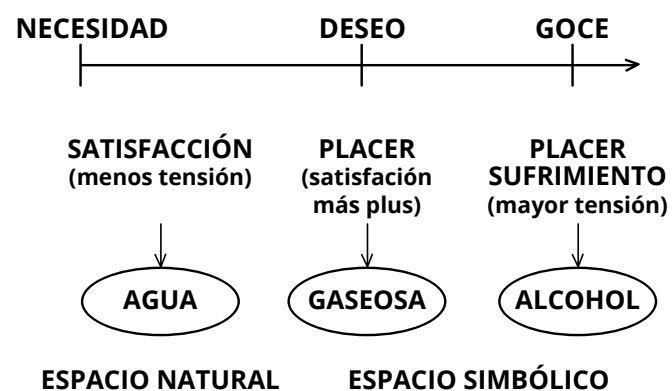 NECESIDAD DESEO GOCE
SATISFACCIÓN PLACER PLACER
(menos tensión) (satisfación SUFRIMIENTO
más plus) (mayor tensión)
AGUA GASEOSA ALCOHOL
ESPACIO NATURAL ESPACIO SIMBÓLICO